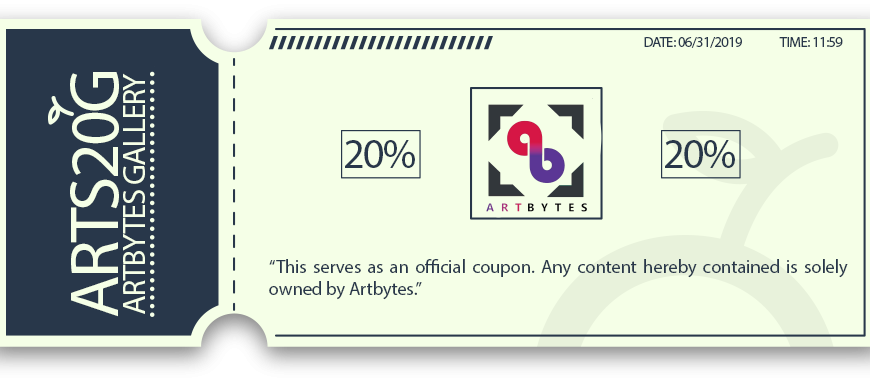 ARTS20G
ARTBYTES GALLERY
DATE: 06/31/2019 TIME: 11:59
20%
ARTBYTES
20%
“This serves as an official coupon. Any content hereby contained is solely
owned by Artbytes.”